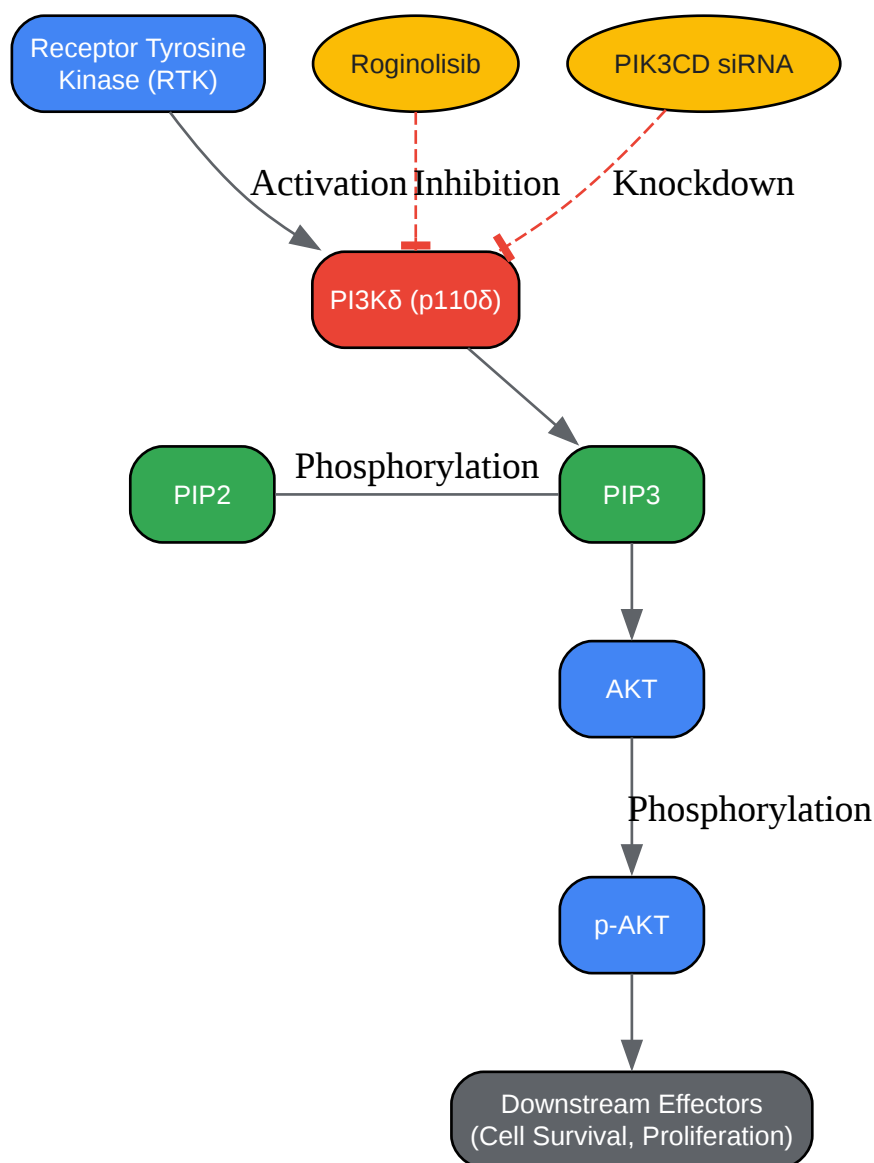 Receptor Tyrosine
Kinase (RTK)
Roginolisib
PIK3CD siRNA
Activation
Inhibition
Knockdown
PI3Kδ (p110δ)
Phosphorylation
PIP2
PIP3
AKT
Phosphorylation
p-AKT
Downstream Effectors
(Cell Survival, Proliferation)